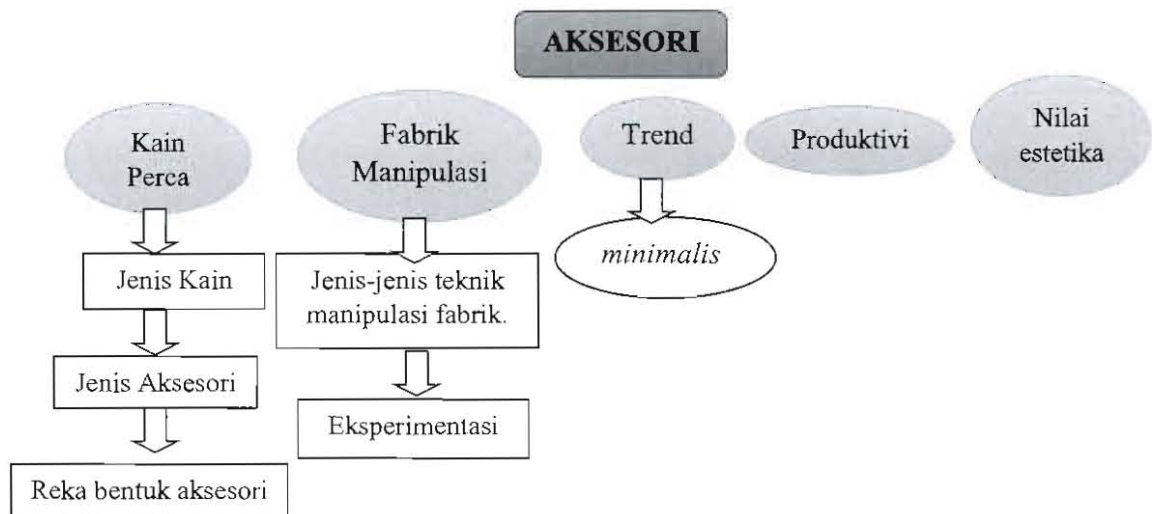 AKSESORI
Kain
Perca
Fabrik
Manipulasi
Trend
Produktivi
Nilai
estetika
Jenis Kain
Jenis-jenis teknik
manipulasi fabrik.
minimalis
Jenis Aksesori
Eksperimentasi
Reka bentuk aksesori